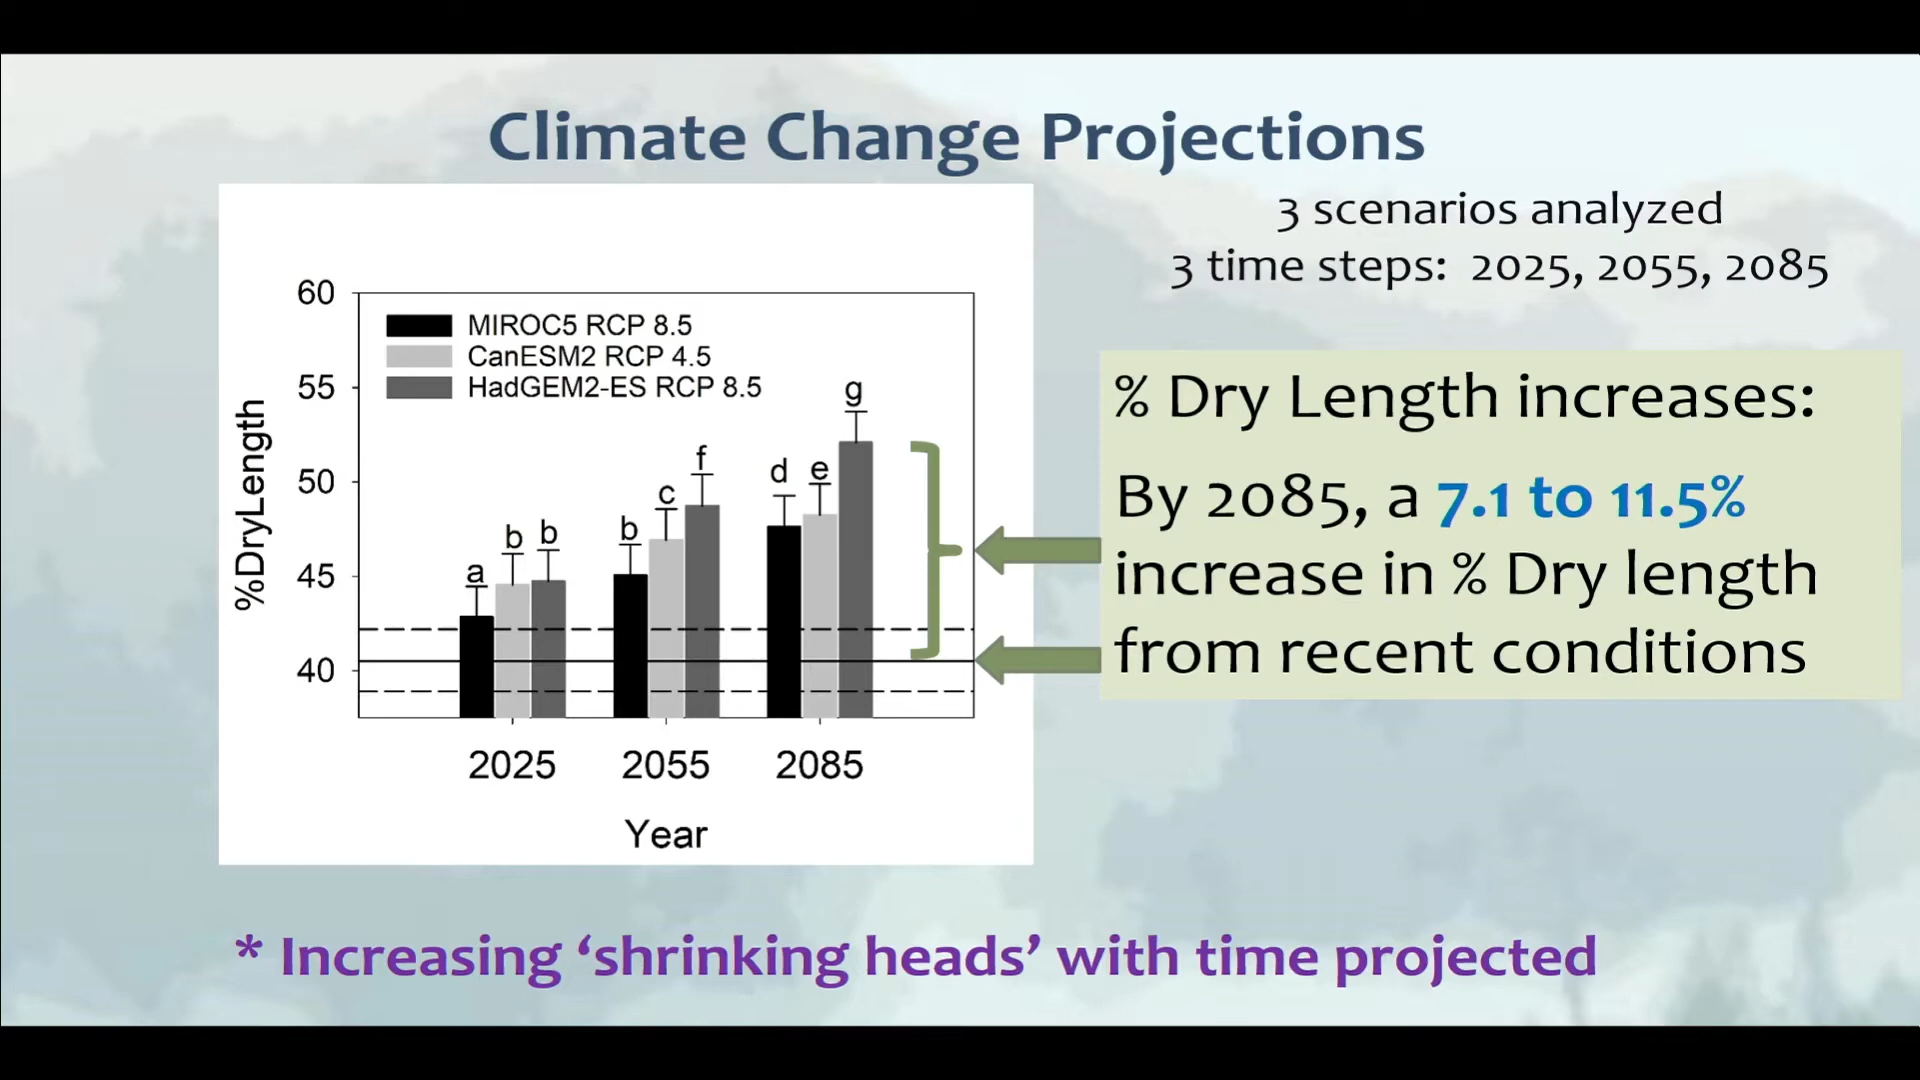 Climate Change Projections
3 scenarios analyzed
3 time steps: 2025, 2055, 2085
60
55
50
45
40
%DryLength
MIROC5 RCP 8.5
CanESM2 RCP 4.5
HadGEM2-ES RCP 8.5
a b b
b c f
d e g
2025 2055 2085
Year
% Dry Length increases:
By 2085, a 7.1 to 11.5%
increase in % Dry length
from recent conditions
* Increasing ‘shrinking heads’ with time projected